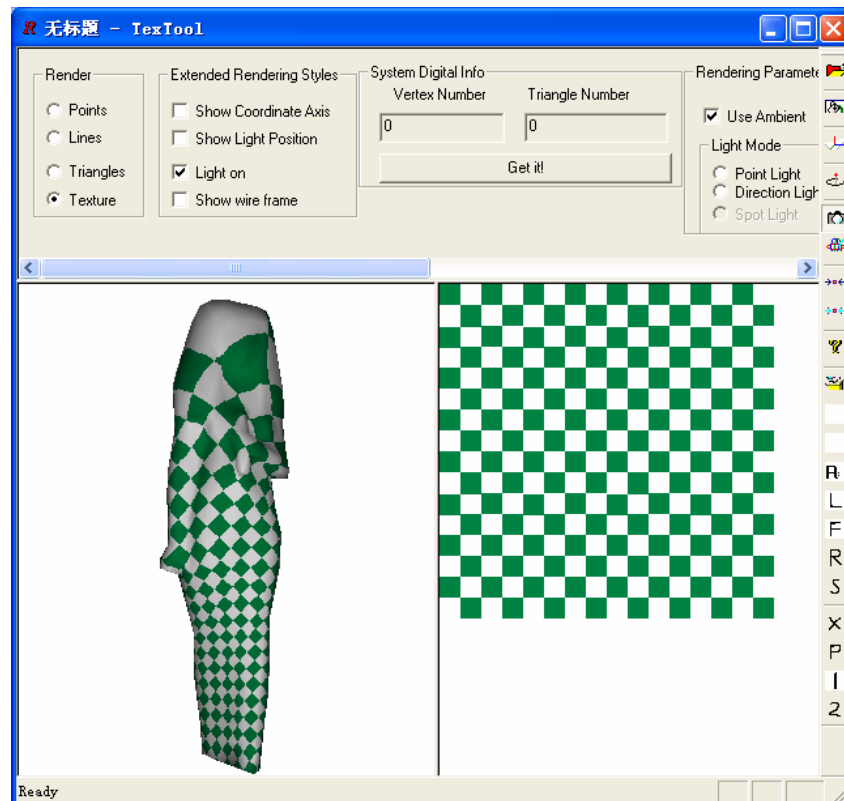 R 无标题 - TexTool
Render
Points
Lines
Triangles
Texture
Extended Rendering Styles
Show Coordinate Axis
Show Light Position
Light on
Show wire frame
System Digital Info
Vertex Number Triangle Number
0 0
Get it!
Rendering Paramete
Use Ambient
Light Mode
Point Light
Direction Ligh
Spot Light
A:
L
F
R
S
X
P
1
2
Ready